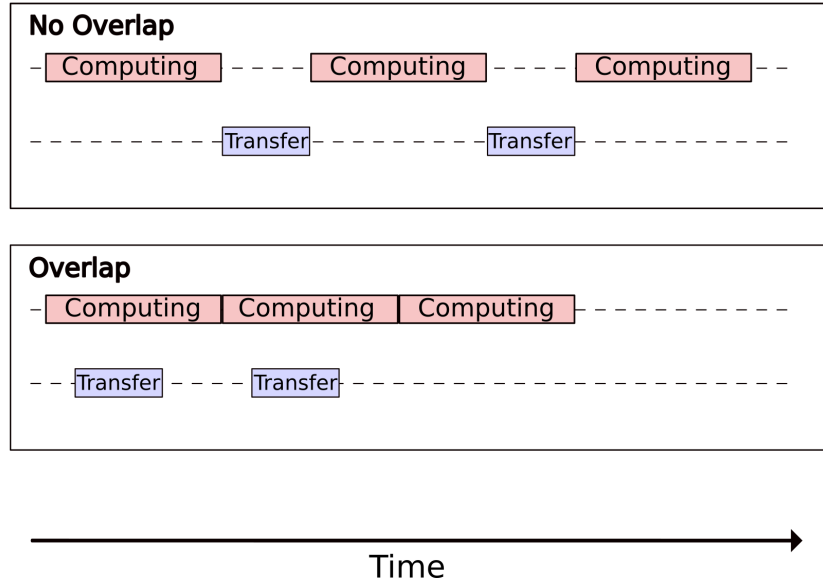 No Overlap
Computing Computing Computing
Transfer Transfer
Overlap
Computing Computing Computing
Transfer Transfer
Time